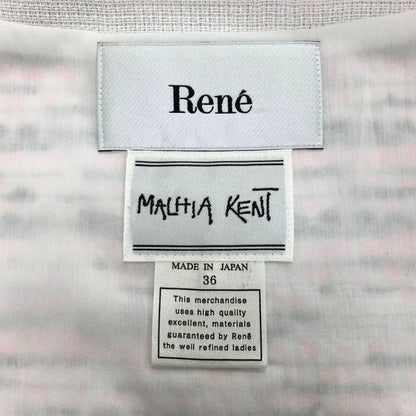 René
MALHIA KENT
MADE IN JAPAN
36
This merchandise
uses high quality
excellent, materials
guaranteed by René
the well refined ladies